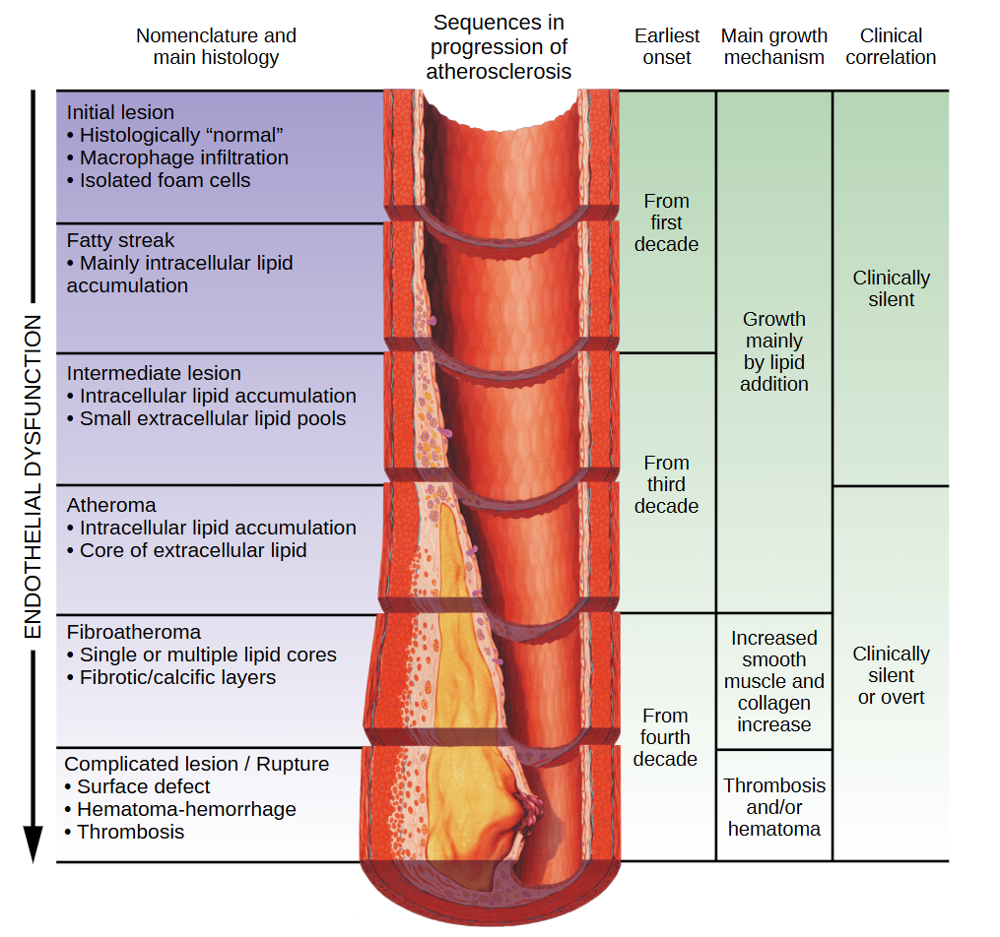 Nomenclature and
main histology
Sequences in
progression of
atherosclerosis
Earliest
onset
Main growth
mechanism
Clinical
correlation
ENDOTHELIAL DYSFUNCTION
Initial lesion
• Histologically “normal”
• Macrophage infiltration
• Isolated foam cells
Fatty streak
• Mainly intracellular lipid
accumulation
Intermediate lesion
• Intracellular lipid accumulation
• Small extracellular lipid pools
Atheroma
• Intracellular lipid accumulation
• Core of extracellular lipid
Fibroatheroma
• Single or multiple lipid cores
• Fibrotic/calcific layers
Complicated lesion / Rupture
• Surface defect
• Hematoma-hemorrhage
• Thrombosis
From
first
decade
From
third
decade
From
fourth
decade
Growth
mainly
by lipid
addition
Increased
smooth
muscle and
collagen
increase
Thrombosis
and/or
hematoma
Clinically
silent
Clinically
silent
or overt